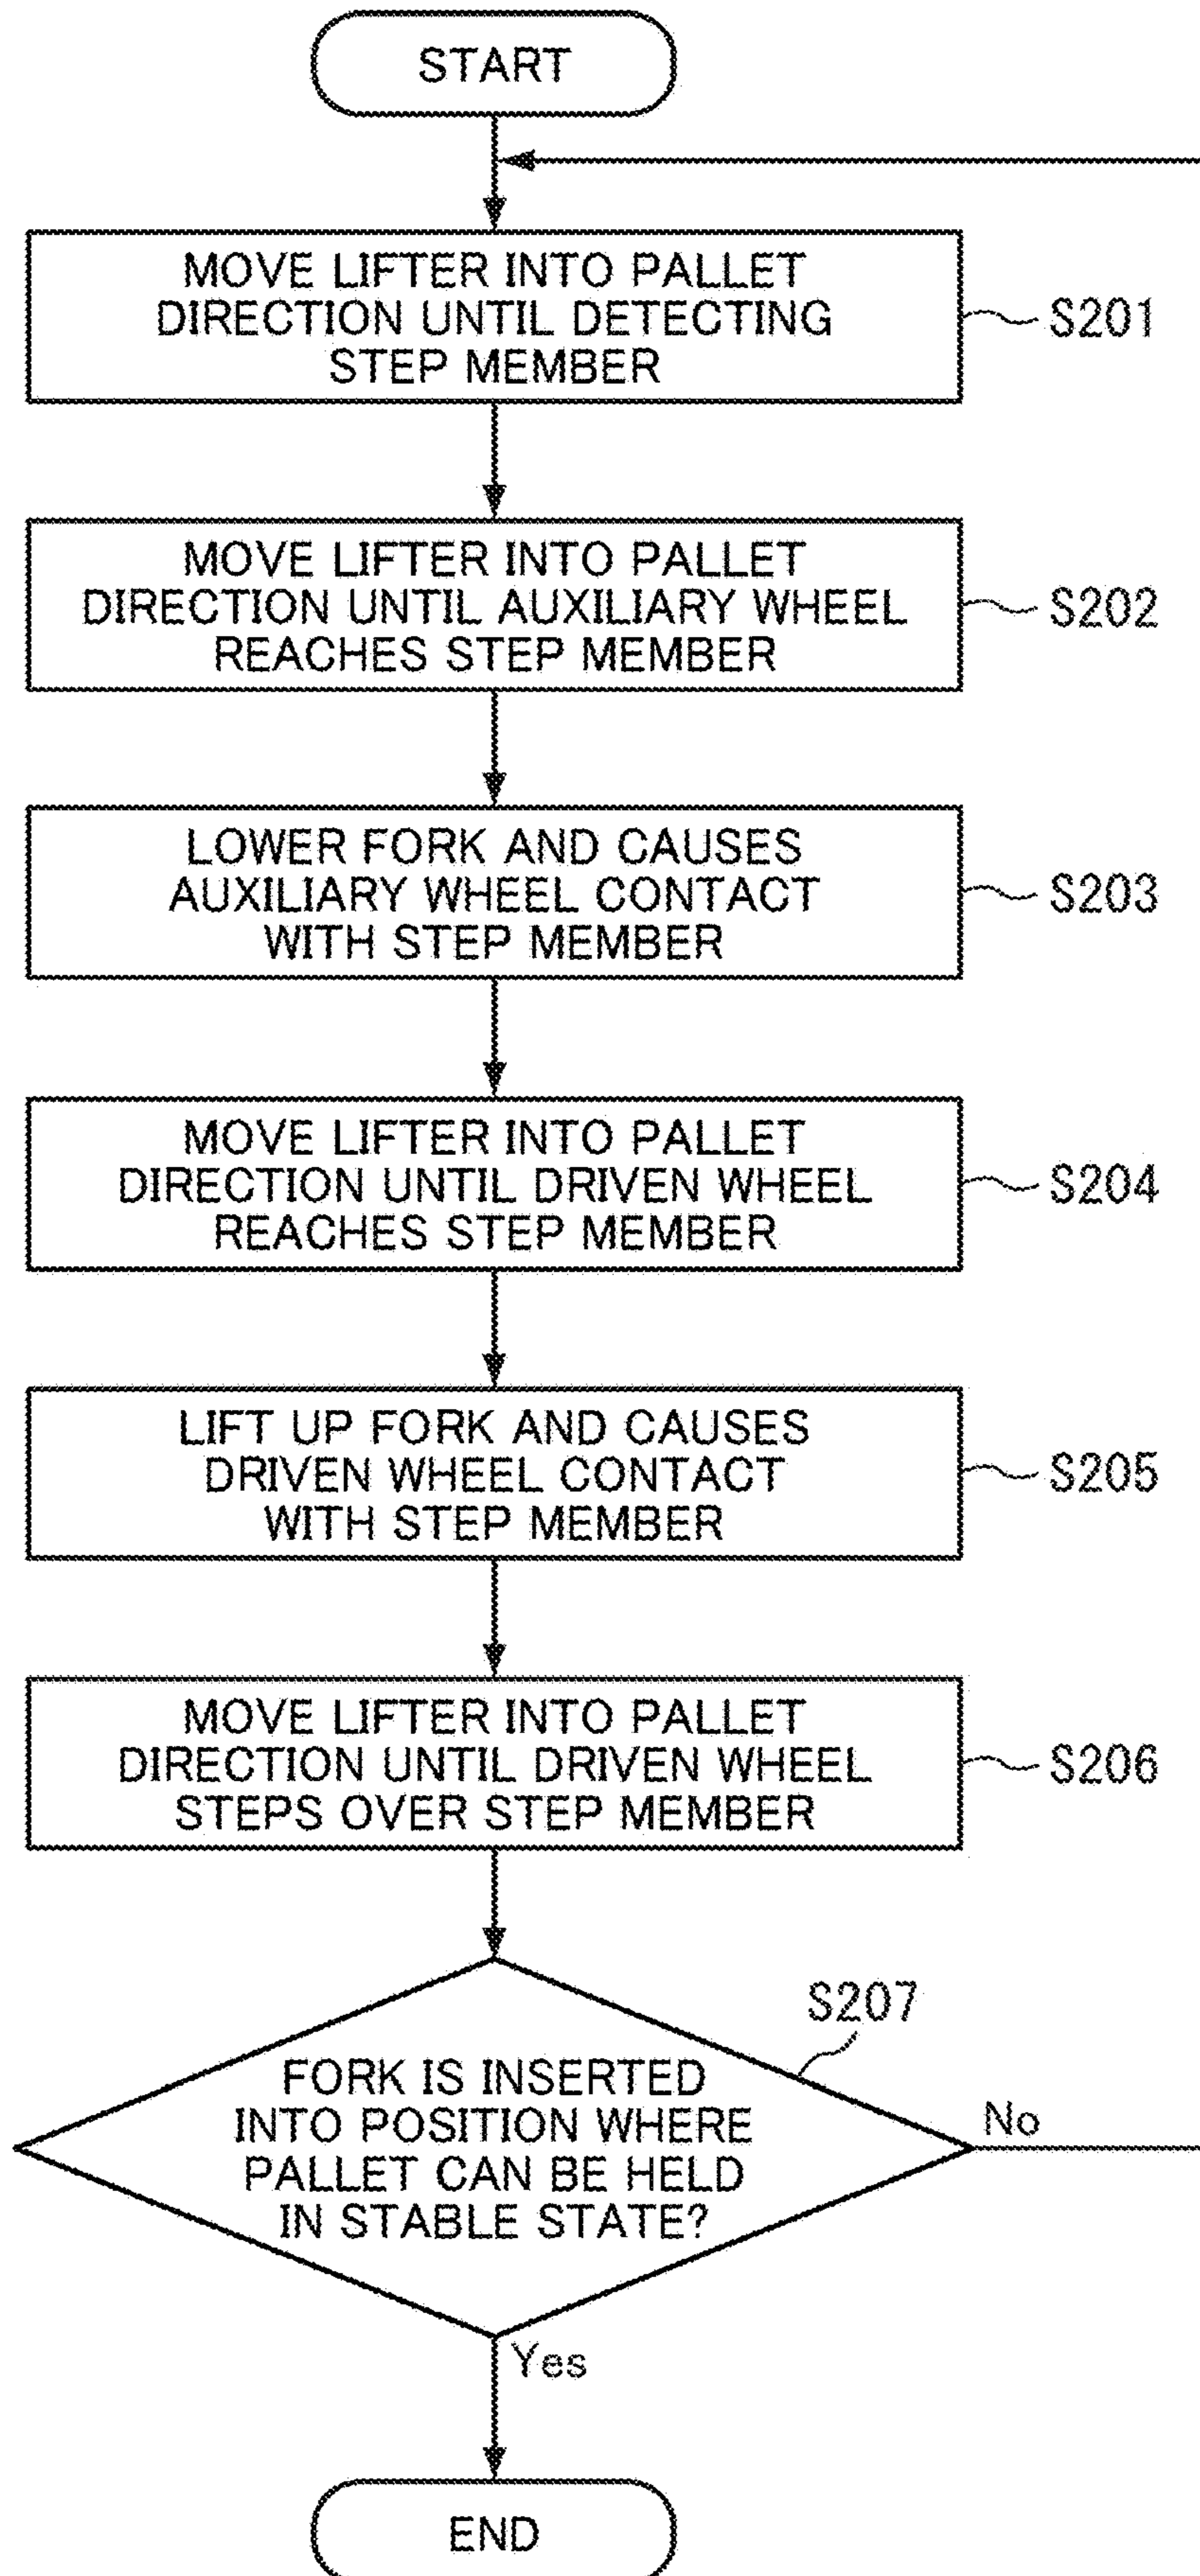 START
MOVE LIFTER INTO PALLET
DIRECTION UNTIL DETECTING
STEP MEMBER
S201
MOVE LIFTER INTO PALLET
DIRECTION UNTIL AUXILIARY WHEEL
REACHES STEP MEMBER
S202
LOWER FORK AND CAUSES
AUXILIARY WHEEL CONTACT
WITH STEP MEMBER
S203
MOVE LIFTER INTO PALLET
DIRECTION UNTIL DRIVEN WHEEL
REACHES STEP MEMBER
S204
LIFT UP FORK AND CAUSES
DRIVEN WHEEL CONTACT
WITH STEP MEMBER
S205
MOVE LIFTER INTO PALLET
DIRECTION UNTIL DRIVEN WHEEL
STEPS OVER STEP MEMBER
S206
S207
FORK IS INSERTED
INTO POSITION WHERE
PALLET CAN BE HELD
IN STABLE STATE?
No
Yes
END